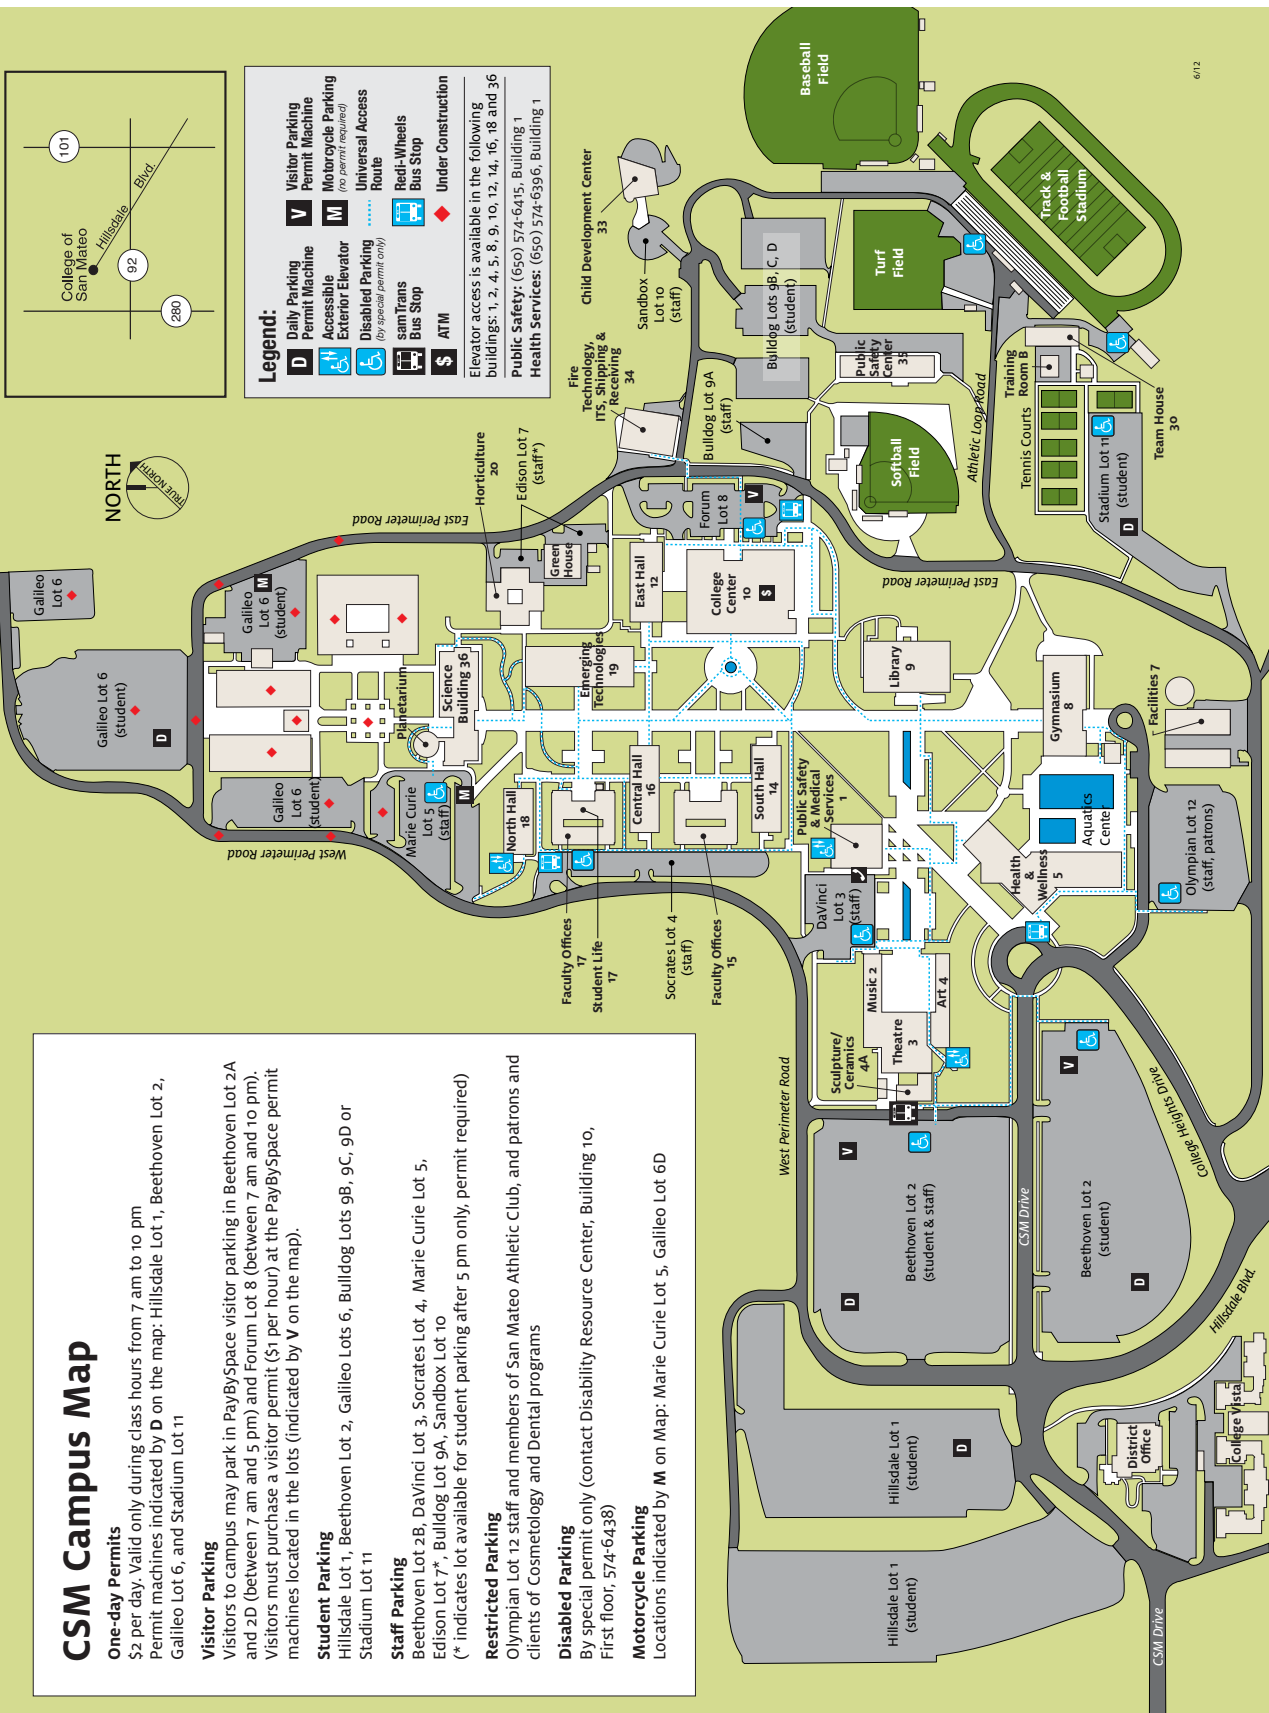 CSM Campus Map
One-day Permits
$2 per day. Valid only during class hours from 7 am to 10 pm
Permit machines indicated by D on the map: Hillsdale Lot 1, Beethoven Lot 2,
Galileo Lot 6, and Stadium Lot 11
Visitor Parking
Visitors to campus may park in PayBySpace visitor parking in Beethoven Lot 2A
and 2D (between 7 am and 5 pm) and Forum Lot 8 (between 7 am and 10 pm).
Visitors must purchase a visitor permit ($1 per hour) at the PayBySpace permit
machines located in the lots (indicated by V on the map).
Student Parking
Hillsdale Lot 1, Beethoven Lot 2, Galileo Lots 6, Bulldog Lots 9B, 9C, 9D or
Stadium Lot 11
Staff Parking
Beethoven Lot 2B, DaVinci Lot 3, Socrates Lot 4, Marie Curie Lot 5,
Edison Lot 7*, Bulldog Lot 9A, Sandbox Lot 10
(* indicates lot available for student parking after 5 pm only, permit required)
Restricted Parking
Olympian Lot 12 staff and members of San Mateo Athletic Club, and patrons and
clients of Cosmetology and Dental programs
Disabled Parking
By special permit only (contact Disability Resource Center, Building 10,
First floor, 574-6438)
Motorcycle Parking
Locations indicated by M on Map: Marie Curie Lot 5, Galileo Lot 6D
NORTH
TRUE NORTH
College of
San Mateo
Hillsdale Blvd.
101
92
280
Legend:
D Daily Parking
Permit Machine
Accessible
Exterior Elevator
Disabled Parking
(by special permit only)
samTrans
Bus Stop
$ ATM
V Visitor Parking
Permit Machine
M Motorcycle Parking
(no permit required)
Universal Access
Route
Redi-Wheels
Bus Stop
Under Construction
Elevator access is available in the following
buildings: 1, 2, 4, 5, 8, 9, 10, 12, 14, 16, 18 and 36
Public Safety: (650) 574-6415, Building 1
Health Services: (650) 574-6396, Building 1
Galileo
Lot 6
Galileo Lot 6
(student)
D
Galileo
Lot 6
(student)
M
Galileo
Lot 6
(student)
West Perimeter Road
East Perimeter Road
Marie Curie
Lot 5
(staff)
M
Planetarium
Science
Building 36
Horticulture
20
Edison Lot 7
(staff*)
Green
House
North Hall
18
Emerging
Technologies
19
Faculty Offices
17
Student Life
17
Central Hall
16
East Hall
12
Fire
Technology,
ITS, Shipping &
Receiving
34
Child Development Center
33
Sandbox
Lot 10
(staff)
Socrates Lot 4
(staff)
Faculty Offices
15
South Hall
14
College
Center
10
$
Forum
Lot 8
V
Bulldog Lot 9A
(staff)
Bulldog Lots 9B, C, D
(student)
Baseball
Field
Public Safety
& Medical
Services
1
DaVinci
Lot 3
(staff)
Library
9
Softball
Field
Public
Safety
Center
35
Turf
Field
Athletic Loop Road
East Perimeter Road
West Perimeter Road
Sculpture/
Ceramics
4A
Music 2
Theatre
3
Art 4
Health
&
Wellness
5
Gymnasium
8
Aquatics
Center
Training
Room B
Tennis Courts
Track &
Football
Stadium
Stadium Lot 11
(student)
D
Team House
30
Facilities 7
Olympian Lot 12
(staff, patrons)
V
Beethoven Lot 2
(student & staff)
D
CSM Drive
V
Beethoven Lot 2
(student)
D
College Heights Drive
Hillsdale Blvd.
Hillsdale Lot 1
(student)
D
Hillsdale Lot 1
(student)
District
Office
College Vista
CSM Drive
6/12